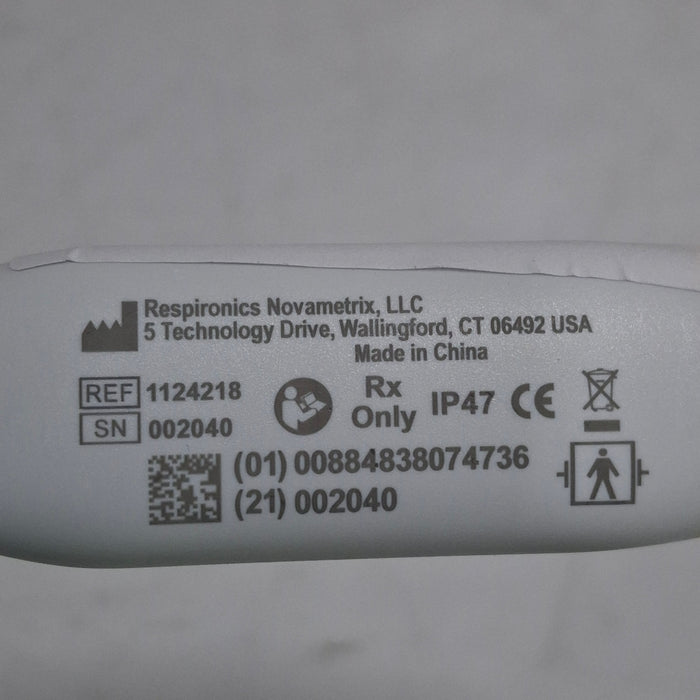 Respironics Novametrix, LLC
5 Technology Drive, Wallingford, CT 06492 USA
Made in China
REF 1124218
SN 002040
Rx Only
IP47
CE
(01) 00884838074736
(21) 002040